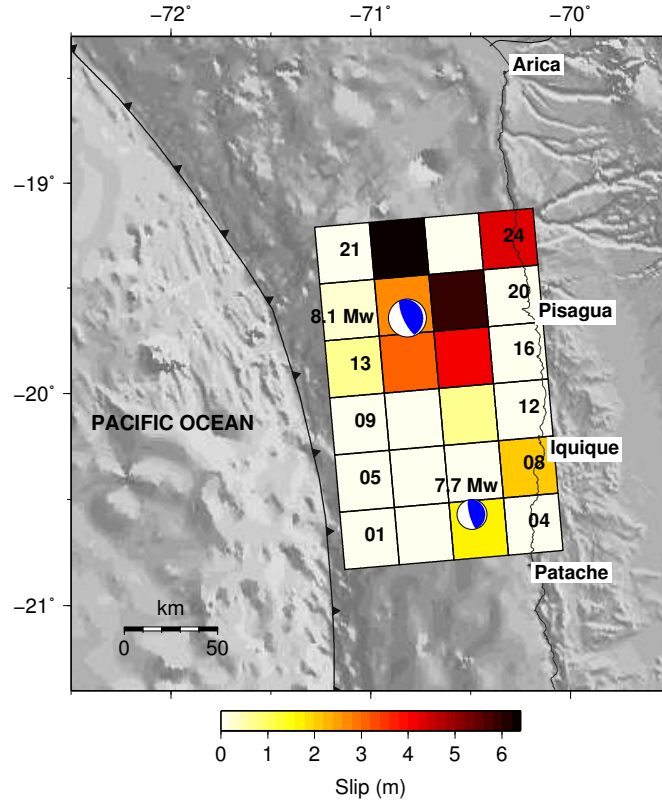 −72° −71° −70°
Arica
−19°
24
21
20
8.1 Mw
Pisagua
16
13
−20°
12
09
PACIFIC OCEAN
Iquique
08
05
7.7 Mw
04
01
Patache
−21°
km
0 50
0 1 2 3 4 5 6
Slip (m)